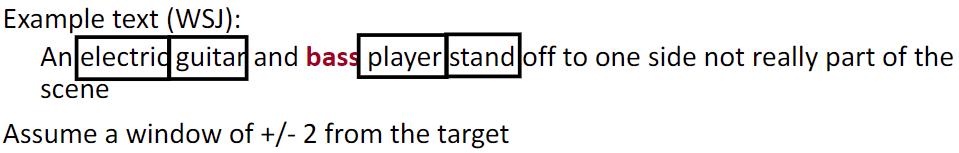 Example text (WSJ):
An electric guitar and bass player stand off to one side not really part of the
scene
Assume a window of +/- 2 from the target